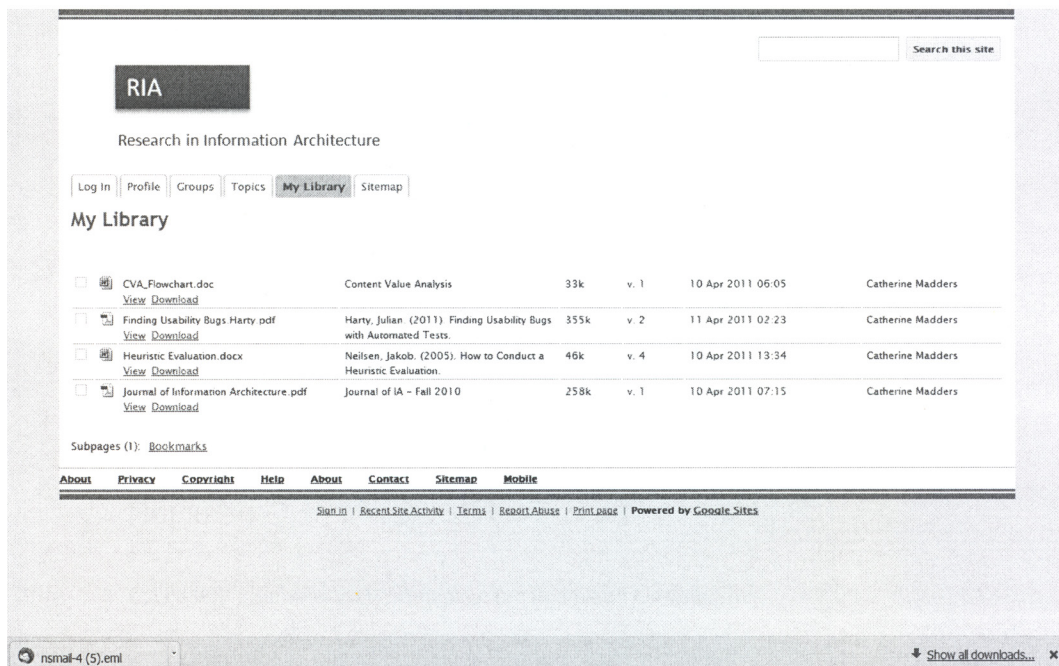 Search this site
RIA
Research in Information Architecture
Log In Profile Groups Topics My Library Sitemap
My Library
CVA_Flowchart.doc Content Value Analysis 33k v. 1 10 Apr 2011 06:05 Catherine Madders
View Download
Finding Usability Bugs Harty.pdf Harty, Julian. (2011) Finding Usability Bugs 355k v. 2 11 Apr 2011 02:23 Catherine Madders
View Download with Automated Tests.
Heuristic Evaluation.docx Neilsen, Jakob. (2005). How to Conduct a 46k v. 4 10 Apr 2011 13:34 Catherine Madders
View Download Heuristic Evaluation.
Journal of Information Architecture.pdf Journal of IA – Fall 2010 258k v. 1 10 Apr 2011 07:15 Catherine Madders
View Download
Subpages (1): Bookmarks
About Privacy Copyright Help About Contact Sitemap Mobile
Sign in | Recent Site Activity | Terms | Report Abuse | Print page | Powered by Google Sites
nsmail-4 (5).eml Show all downloads... x